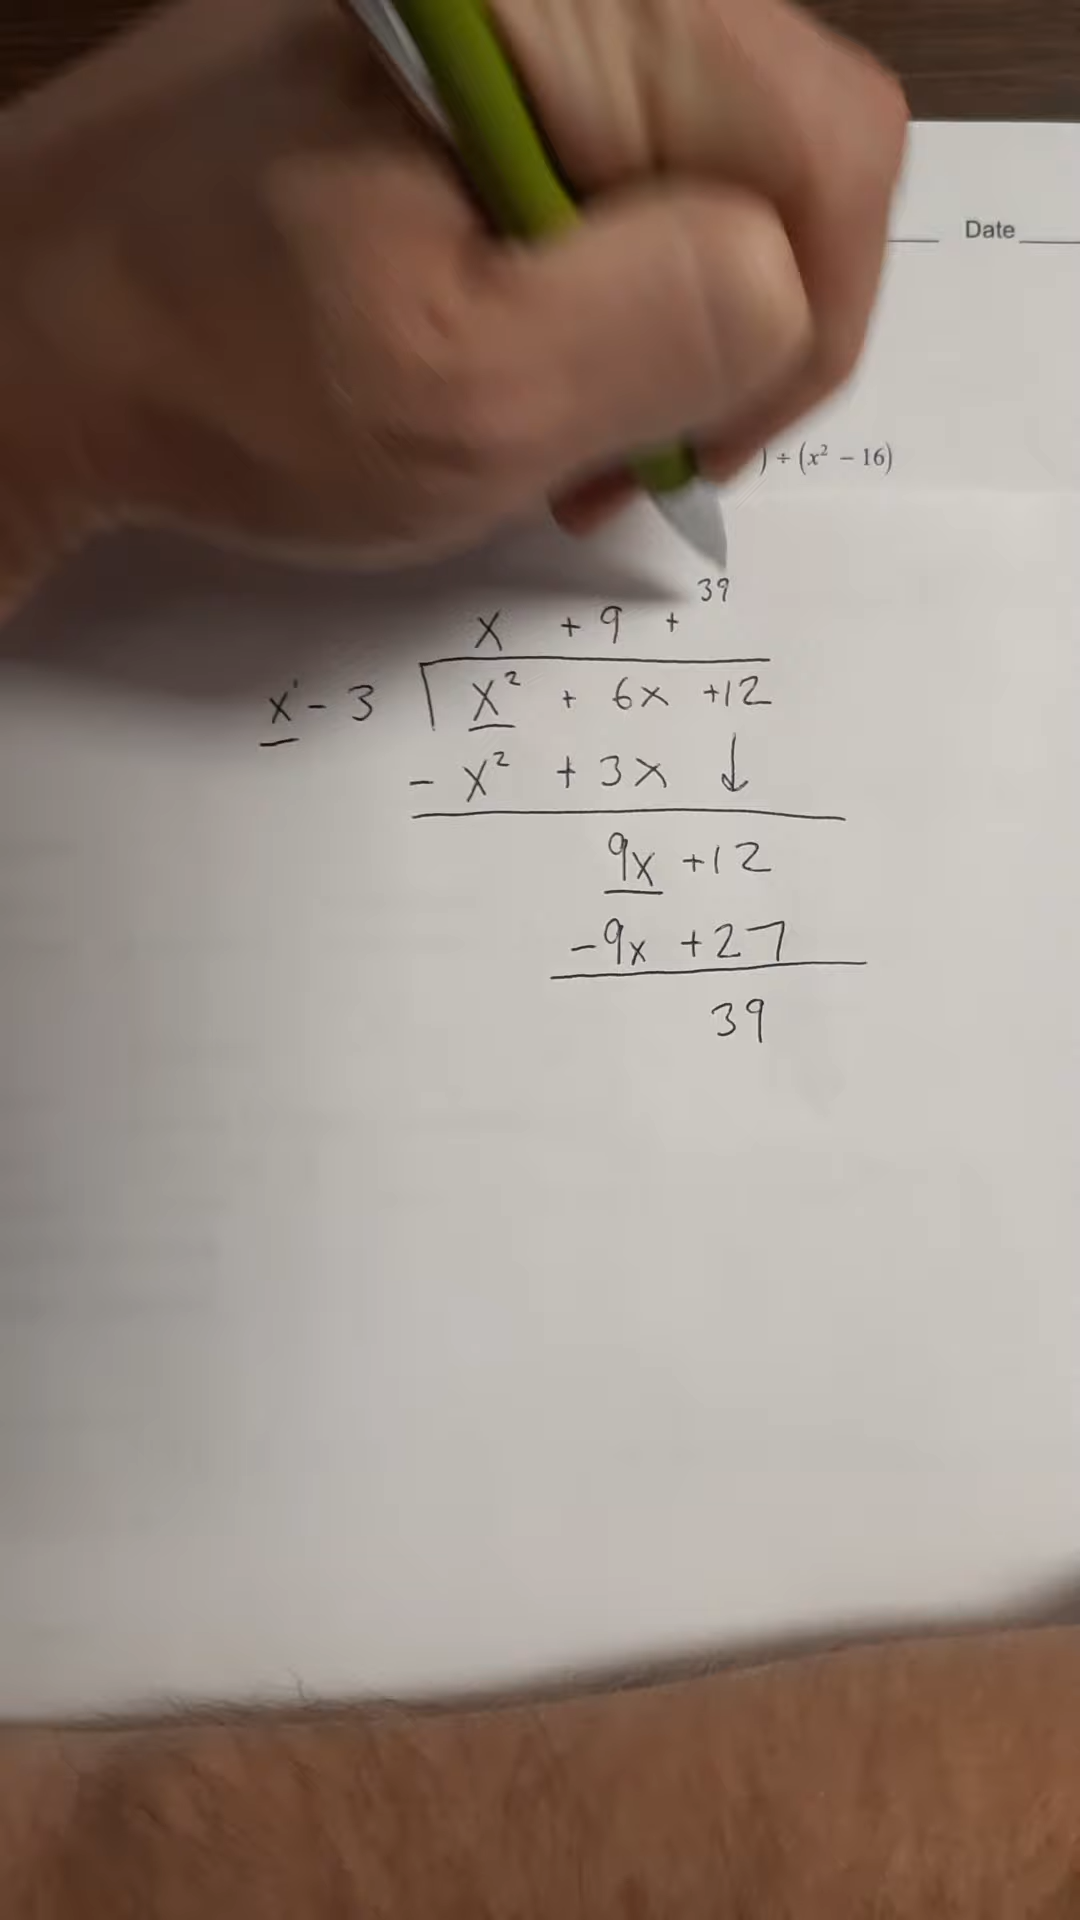 Date
) ÷ (x² − 16)
39
x + 9 +
x - 3 x² + 6x +12
- x² + 3x ↓
9x +12
-9x +27
39